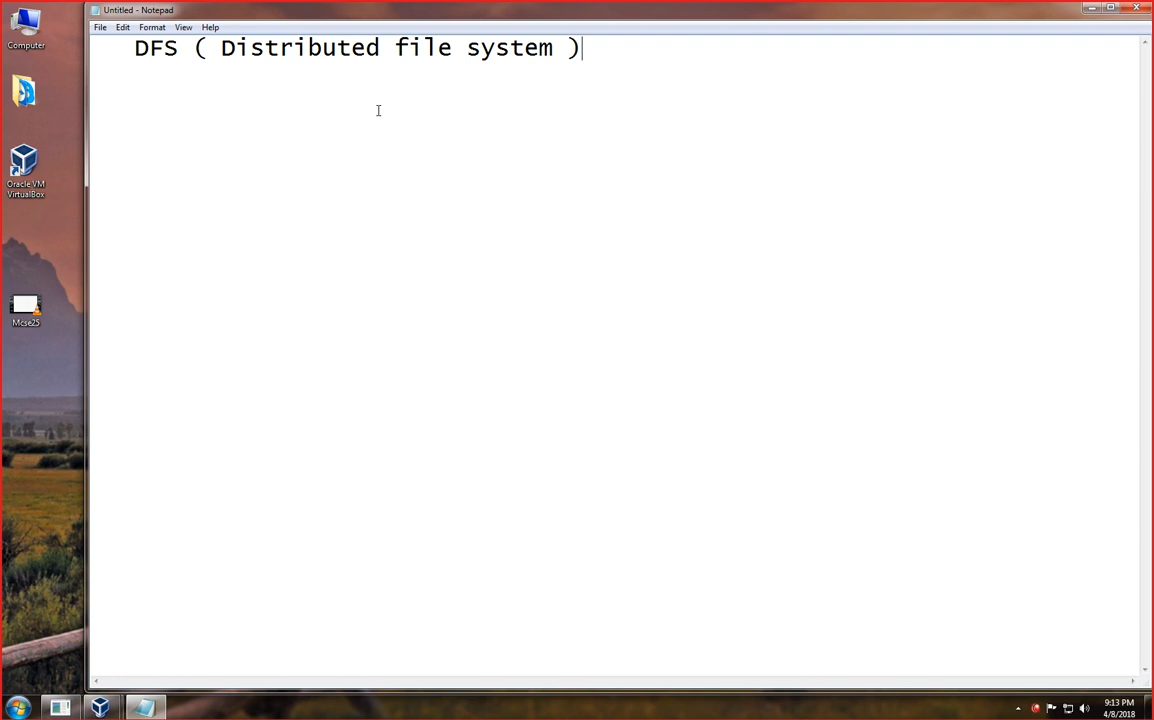 Untitled - Notepad
File Edit Format View Help
DFS ( Distributed file system )
Computer
Oracle VM
VirtualBox
Mcse25
9:13 PM
4/8/2018